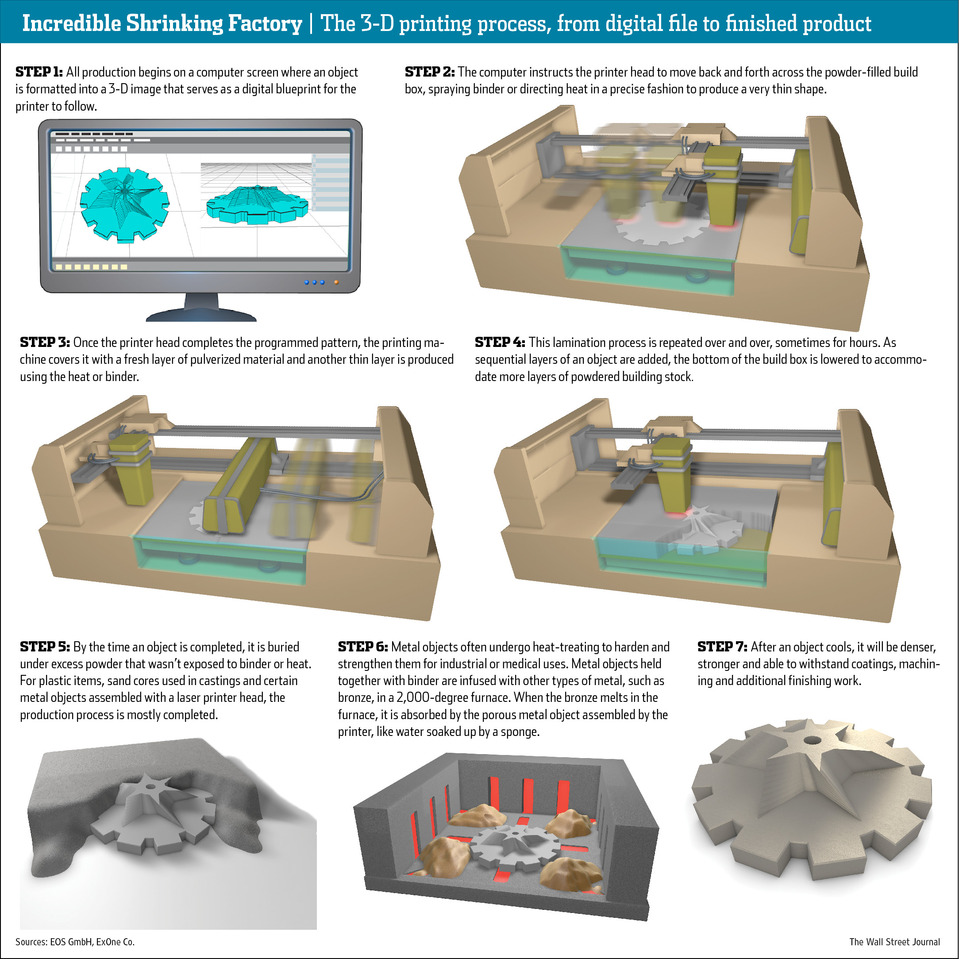 Incredible Shrinking Factory | The 3-D printing process, from digital file to finished product
STEP 1: All production begins on a computer screen where an object
is formatted into a 3-D image that serves as a digital blueprint for the
printer to follow.
STEP 2: The computer instructs the printer head to move back and forth across the powder-filled build
box, spraying binder or directing heat in a precise fashion to produce a very thin shape.
STEP 3: Once the printer head completes the programmed pattern, the printing ma-
chine covers it with a fresh layer of pulverized material and another thin layer is produced
using the heat or binder.
STEP 4: This lamination process is repeated over and over, sometimes for hours. As
sequential layers of an object are added, the bottom of the build box is lowered to accommo-
date more layers of powdered building stock.
STEP 5: By the time an object is completed, it is buried
under excess powder that wasn't exposed to binder or heat.
For plastic items, sand cores used in castings and certain
metal objects assembled with a laser printer head, the
production process is mostly completed.
STEP 6: Metal objects often undergo heat-treating to harden and
strengthen them for industrial or medical uses. Metal objects held
together with binder are infused with other types of metal, such as
bronze, in a 2,000-degree furnace. When the bronze melts in the
furnace, it is absorbed by the porous metal object assembled by the
printer, like water soaked up by a sponge.
STEP 7: After an object cools, it will be denser,
stronger and able to withstand coatings, machin-
ing and additional finishing work.
Sources: EOS GmbH, ExOne Co.
The Wall Street Journal